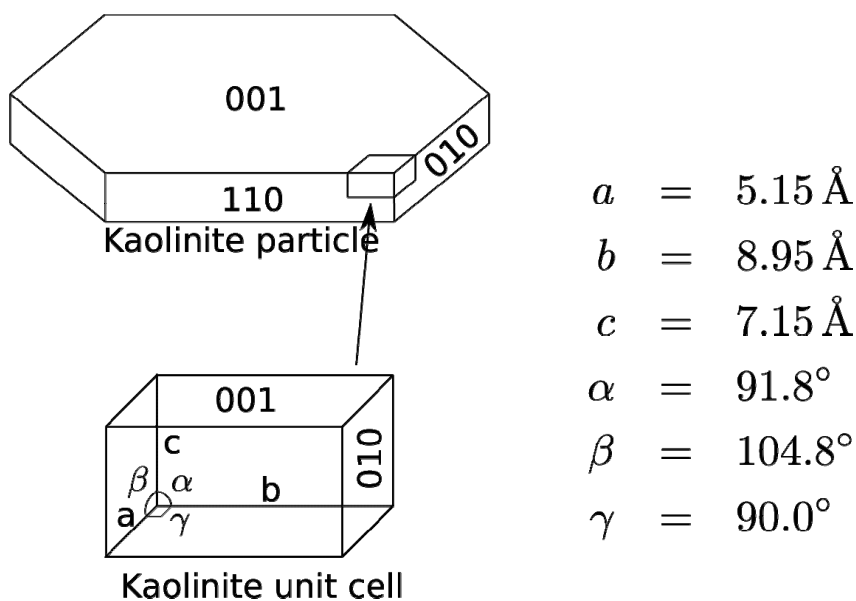 001
010
110
Kaolinite particle
001
c
010
β α
b
a
γ
Kaolinite unit cell
a = 5.15 Å
b = 8.95 Å
c = 7.15 Å
α = 91.8°
β = 104.8°
γ = 90.0°